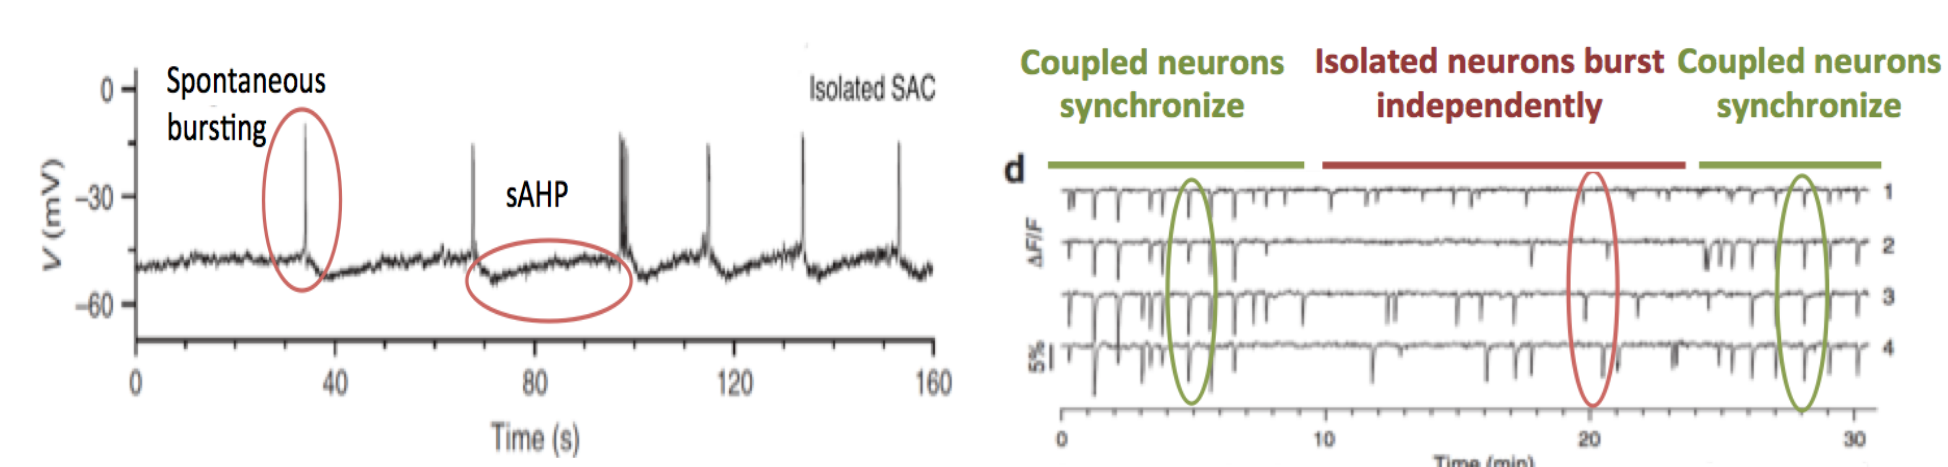 Spontaneous
bursting
Isolated SAC
sAHP
V (mV)
0
−30
−60
0 40 80 120 160
Time (s)
Coupled neurons
synchronize
Isolated neurons burst
independently
Coupled neurons
synchronize
d
ΔF/F
5%
1
2
3
4
0 10 20 30
Time (min)